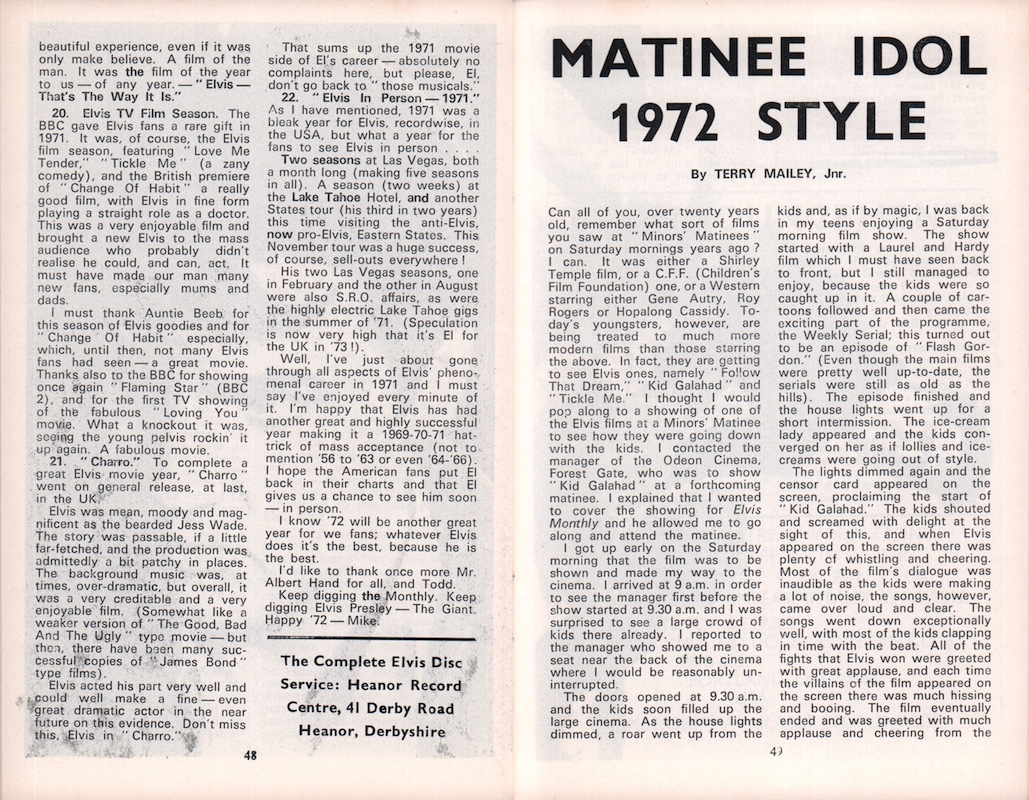 beautiful experience, even if it was
only make believe. A film of the
man. It was the film of the year
to us — of any year. — "Elvis —
That's The Way It Is."
20. Elvis TV Film Season. The
BBC gave Elvis fans a rare gift in
1971. It was, of course, the Elvis
film season, featuring "Love Me
Tender," "Tickle Me" (a zany
comedy), and the British premiere
of "Change Of Habit" a really
good film, with Elvis in fine form
playing a straight role as a doctor.
This was a very enjoyable film and
brought a new Elvis to the mass
audience who probably didn't
realise he could, and can, act. It
must have made our man many
new fans, especially mums and
dads.
I must thank Auntie Beeb for
this season of Elvis goodies and for
"Change Of Habit" especially,
which, until then, not many Elvis
fans had seen — a great movie.
Thanks also to the BBC for showing
once again "Flaming Star" (BBC
2), and for the first TV showing
of the fabulous "Loving You"
movie. What a knockout it was,
seeing the young pelvis rockin' it
up again. A fabulous movie.
21. "Charro." To complete a
great Elvis movie year, Charro"
went on general release, at last,
in the UK.
Elvis was mean, moody and mag-
nificent as the bearded Jess Wade.
The story was passable, if a little
far-fetched, and the production was
admittedly a bit patchy in places.
The background music was, at
times, over-dramatic, but overall, it
was a very creditable and a very
enjoyable film. (Somewhat like a
weaker version of "The Good, Bad
And The Ugly" type movie — but
then, there have been many suc-
cessful copies of "James Bond"
type films).
Elvis acted his part very well and
could well make a fine — even
great dramatic actor in the near
future on this evidence. Don't miss
this, Elvis in "Charro."
48
That sums up the 1971 movie
side of El's career — absolutely no
complaints here, but please, El,
don't go back to "those musicals."
22. "Elvis In Person — 1971."
As I have mentioned, 1971 was a
bleak year for Elvis, recordwise, in
the USA, but what a year for the
fans to see Elvis in person . . . .
Two seasons at Las Vegas, both
a month long (making five seasons
in all). A season (two weeks) at
the Lake Tahoe Hotel, and another
States tour (his third in two years)
this time visiting the anti-Elvis,
now pro-Elvis, Eastern States. This
November tour was a huge success,
of course, sell-outs everywhere!
His two Las Vegas seasons, one
in February and the other in August
were also S.R.O. affairs, as were
the highly electric Lake Tahoe gigs
in the summer of '71. (Speculation
is now very high that it's El for
the UK in '73!).
Well, I've just about gone
through all aspects of Elvis' pheno-
menal career in 1971 and I must
say I've enjoyed every minute of
it. I'm happy that Elvis has had
another great and highly successful
year making it a 1969-70-71 hat-
trick of mass acceptance (not to
mention '56 to '63 or even '64-'66).
I hope the American fans put El
back in their charts and that El
gives us a chance to see him soon
— in person.
I know '72 will be another great
year for we fans; whatever Elvis
does it's the best, because he is
the best.
I'd like to thank once more Mr.
Albert Hand for all, and Todd.
Keep digging the Monthly. Keep
digging Elvis Presley — The Giant.
Happy '72 — Mike.
The Complete Elvis Disc
Service: Heanor Record
Centre, 41 Derby Road
Heanor, Derbyshire
MATINEE IDOL
1972 STYLE
By TERRY MAILEY, Jnr.
Can all of you, over twenty years
old, remember what sort of films
you saw at "Minors' Matinees"
on Saturday mornings years ago?
I can. It was either a Shirley
Temple film, or a C.F.F. (Children's
Film Foundation) one, or a Western
starring either Gene Autry, Roy
Rogers or Hopalong Cassidy. To-
day's youngsters, however, are
being treated to much more
modern films than those starring
the above. In fact, they are getting
to see Elvis ones, namely "Follow
That Dream," "Kid Galahad" and
"Tickle Me." I thought I would
pop along to a showing of one of
the Elvis films at a Minors' Matinee
to see how they were going down
with the kids. I contacted the
manager of the Odeon Cinema,
Forest Gate, who was to show
"Kid Galahad" at a forthcoming
matinee. I explained that I wanted
to cover the showing for Elvis
Monthly and he allowed me to go
along and attend the matinee.
I got up early on the Saturday
morning that the film was to be
shown and made my way to the
cinema. I arrived at 9 a.m. in order
to see the manager first before the
show started at 9.30 a.m. and I was
surprised to see a large crowd of
kids there already. I reported to
the manager who showed me to a
seat near the back of the cinema
where I would be reasonably un-
interrupted.
The doors opened at 9.30 a.m.
and the kids soon filled up the
large cinema. As the house lights
dimmed, a roar went up from the
kids and, as if by magic, I was back
in my teens enjoying a Saturday
morning film show. The show
started with a Laurel and Hardy
film which I must have seen back
to front, but I still managed to
enjoy, because the kids were so
caught up in it. A couple of car-
toons followed and then came the
exciting part of the programme,
the Weekly Serial; this turned out
to be an episode of "Flash Gor-
don." (Even though the main films
were pretty well up-to-date, the
serials were still as old as the
hills). The episode finished and
the house lights went up for a
short intermission. The ice-cream
lady appeared and the kids con-
verged on her as if lollies and ice-
creams were going out of style.
The lights dimmed again and the
censor card appeared on the
screen, proclaiming the start of
"Kid Galahad." The kids shouted
and screamed with delight at the
sight of this, and when Elvis
appeared on the screen there was
plenty of whistling and cheering.
Most of the film's dialogue was
inaudible as the kids were making
a lot of noise, the songs, however,
came over loud and clear. The
songs went down exceptionally
well, with most of the kids clapping
in time with the beat. All of the
fights that Elvis won were greeted
with great applause, and each time
the villains of the film appeared on
the screen there was much hissing
and booing. The film eventually
ended and was greeted with much
applause and cheering from the
49